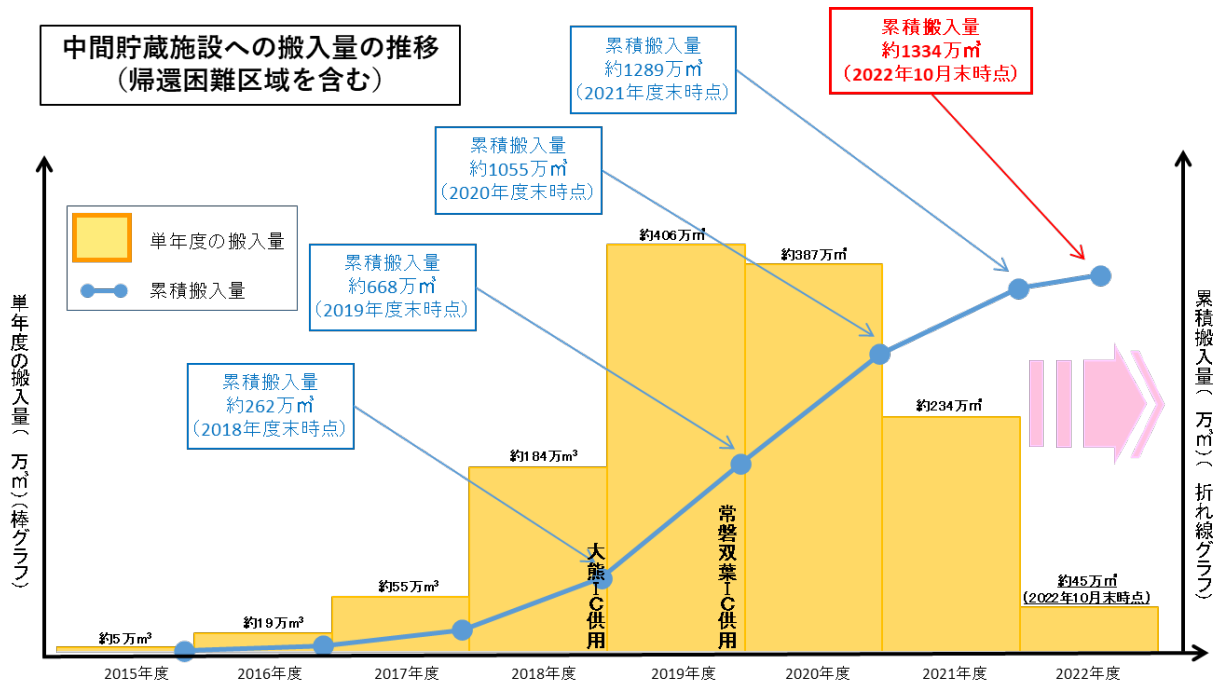 中間貯蔵施設への搬入量の推移
（帰還困難区域を含む）
累積搬入量
約1289万㎥
（2021年度末時点）
累積搬入量
約1334万㎥
（2022年10月末時点）
累積搬入量
約1055万㎥
（2020年度末時点）
累積搬入量
約668万㎥
（2019年度末時点）
累積搬入量
約262万㎥
（2018年度末時点）
単年度の搬入量
累積搬入量
単年度の搬入量（ 万㎥）（棒グラフ）
累積搬入量（ 万㎥）（ 折れ線グラフ）
約5万m³
約19万m³
約55万m³
約184万m³
約406万㎥
約387万㎥
約234万㎥
約45万㎥
（2022年10月末時点）
大熊IC供用
常磐双葉IC供用
2015年度
2016年度
2017年度
2018年度
2019年度
2020年度
2021年度
2022年度